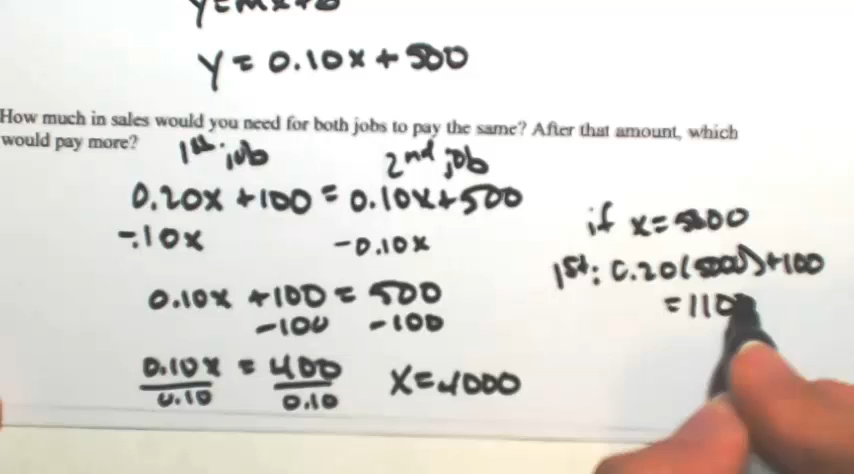 y=mx+b
y = 0.10x + 500
How much in sales would you need for both jobs to pay the same? After that amount, which
would pay more?
1st job 2nd job
0.20x + 100 = 0.10x + 500
-.10x -0.10x
0.10x + 100 = 500
-100 -100
0.10x = 400
0.10 0.10
x = 4000
if x = 5000
1st: 0.20(5000)+100
= 110